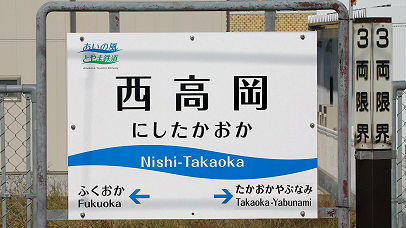 あいの風
とやま鉄道
西高岡
にしたかおか
Nishi-Takaoka
ふくおか
Fukuoka
たかおかやぶなみ
Takaoka-Yabunami
3両限界
3両限界